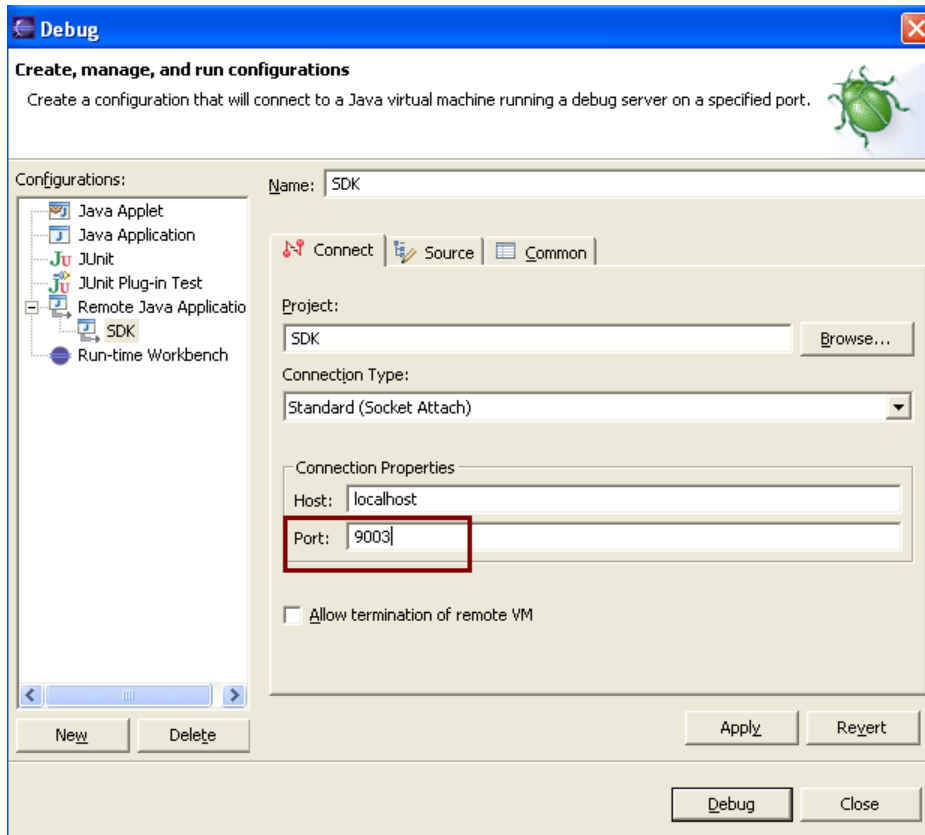 Debug
Create, manage, and run configurations
Create a configuration that will connect to a Java virtual machine running a debug server on a specified port.
Configurations:
Java Applet
Java Application
JUnit
JUnit Plug-in Test
Remote Java Applicatio
SDK
Run-time Workbench
New
Delete
Name: SDK
Connect Source Common
Project:
SDK
Browse...
Connection Type:
Standard (Socket Attach)
Connection Properties
Host: localhost
Port: 9003
Allow termination of remote VM
Apply
Revert
Debug
Close